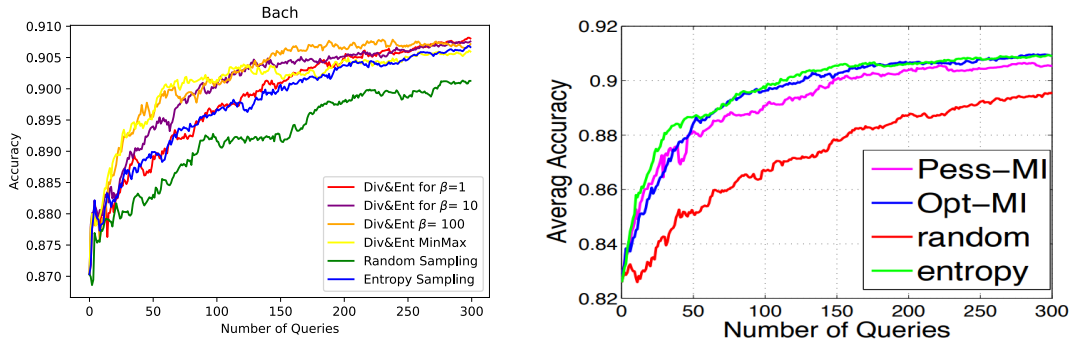 Bach
0.910
0.905
0.900
0.895
0.890
0.885
0.880
0.875
0.870
Accuracy
Div&Ent for β=1
Div&Ent for β= 10
Div&Ent β= 100
Div&Ent MinMax
Random Sampling
Entropy Sampling
0 50 100 150 200 250 300
Number of Queries
0.92
0.9
0.88
0.86
0.84
0.82
Averag Accuracy
Pess-MI
Opt-MI
random
entropy
0 50 100 150 200 250 300
Number of Queries